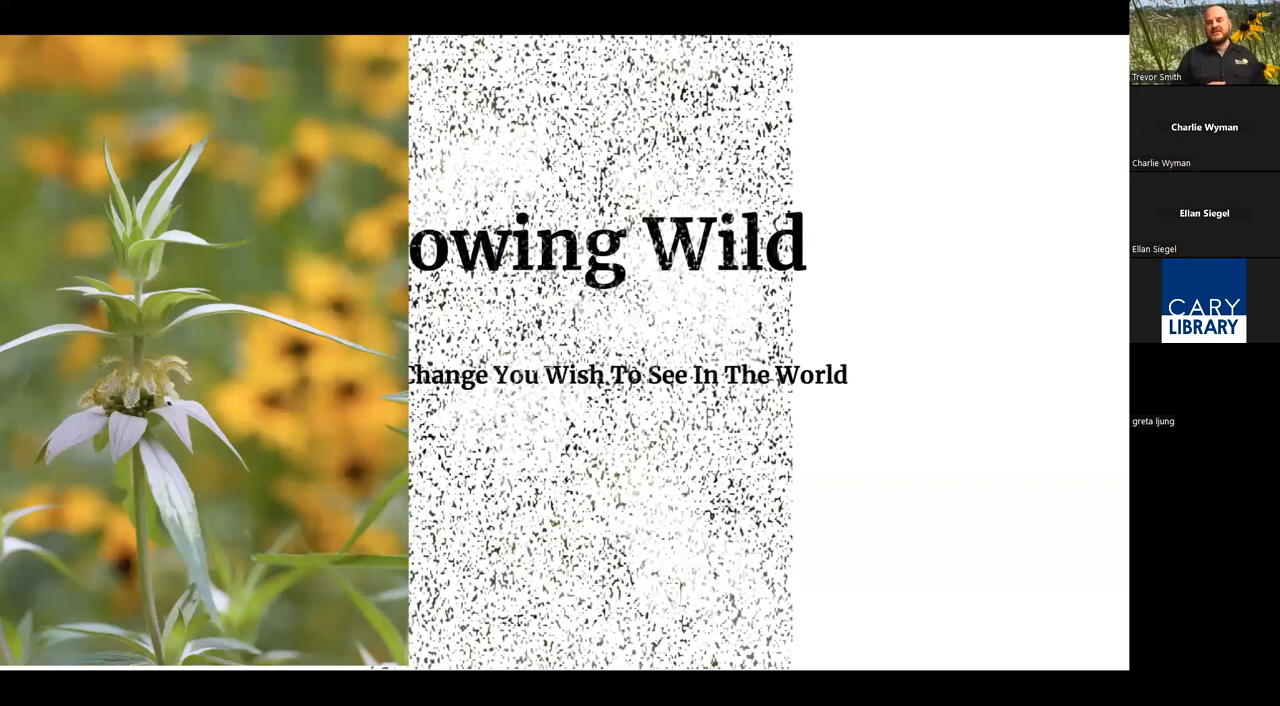 owing Wild
Change You Wish To See In The World
Trevor Smith
Charlie Wyman
Charlie Wyman
Ellan Siegel
Ellan Siegel
CARY
LIBRARY
greta ljung